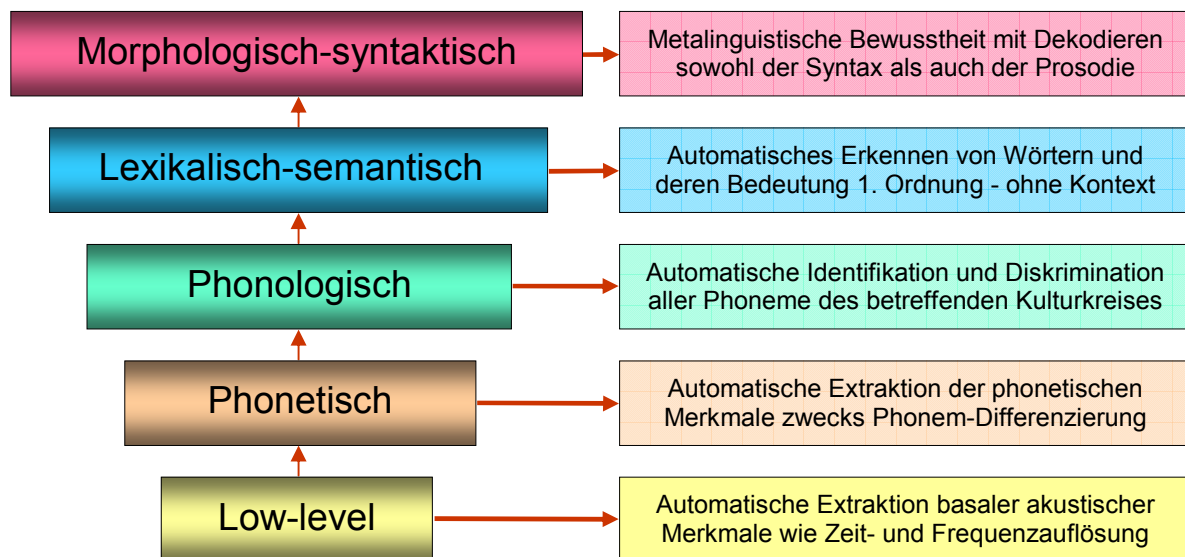 Morphologisch-syntaktisch
Metalinguistische Bewusstheit mit Dekodieren
sowohl der Syntax als auch der Prosodie
Lexikalisch-semantisch
Automatisches Erkennen von Wörtern und
deren Bedeutung 1. Ordnung - ohne Kontext
Phonologisch
Automatische Identifikation und Diskrimination
aller Phoneme des betreffenden Kulturkreises
Phonetisch
Automatische Extraktion der phonetischen
Merkmale zwecks Phonem-Differenzierung
Low-level
Automatische Extraktion basaler akustischer
Merkmale wie Zeit- und Frequenzauflösung